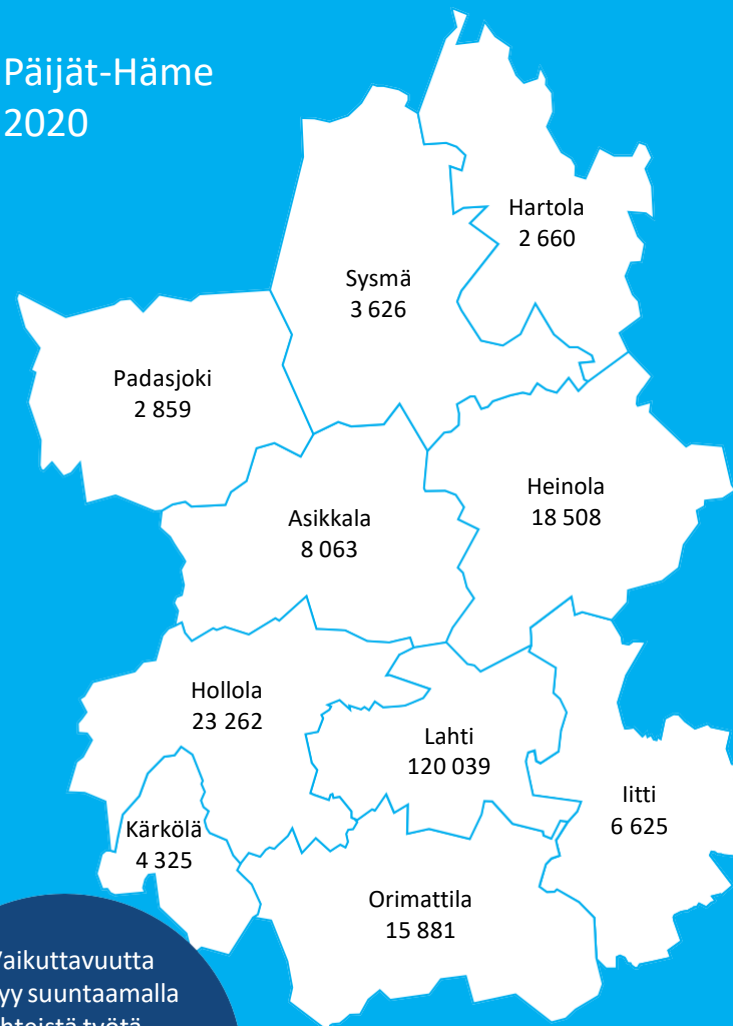 Päijät-Häme
2020
Hartola
2 660
Sysmä
3 626
Padasjoki
2 859
Heinola
18 508
Asikkala
8 063
Hollola
23 262
Lahti
120 039
Iitti
6 625
Kärkölä
4 325
Orimattila
15 881
suuntaamalla
työtä